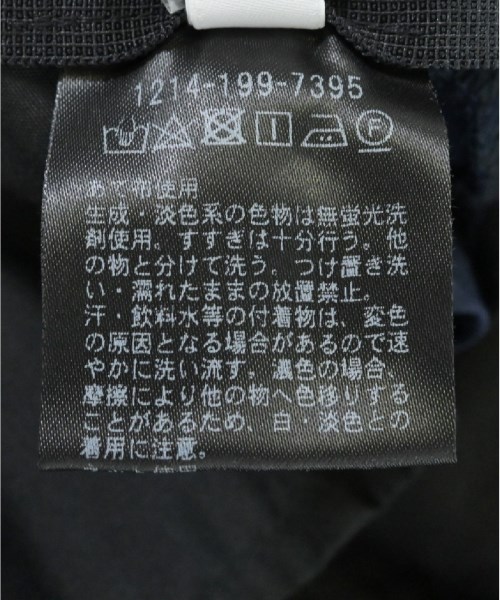 1214-199-7395
あて布使用
生成・淡色系の色物は無蛍光洗
剤使用。すすぎは十分行う。他
の物と分けて洗う。つけ置き洗
い・濡れたままの放置禁止。
汗・飲料水等の付着物は、変色
の原因となる場合があるので速
やかに洗い流す。濃色の場合、
摩擦により他の物へ色移りする
ことがあるため、白・淡色との
着用に注意。